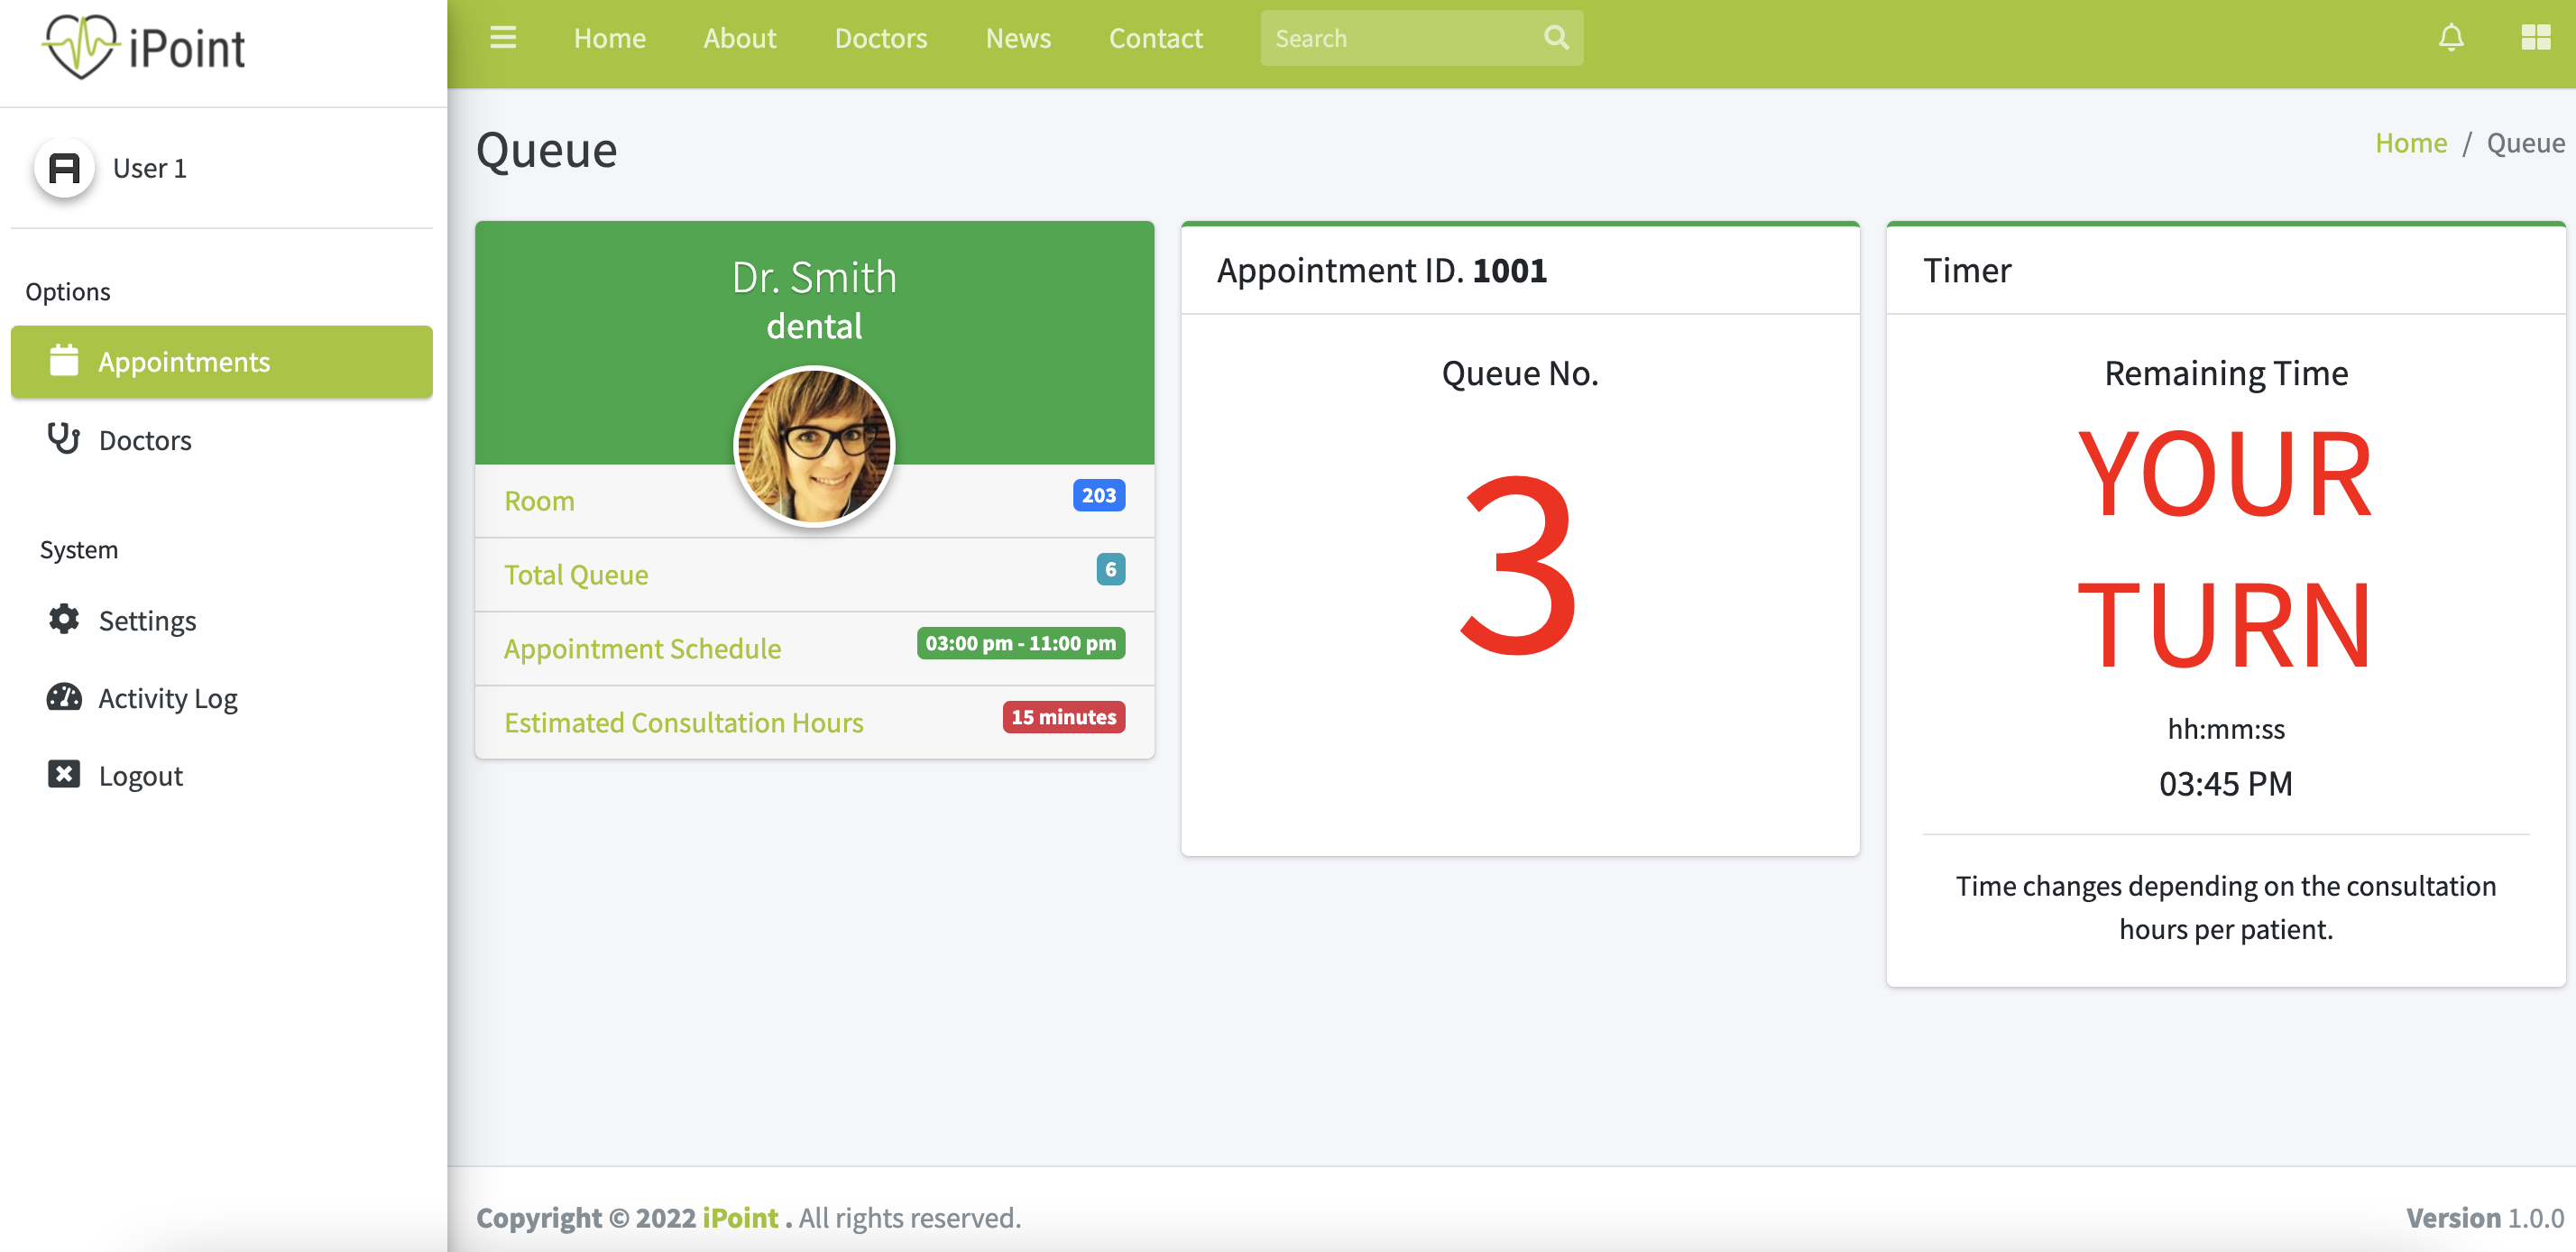 iPoint
Home
About
Doctors
News
Contact
Search
User 1
Options
Appointments
Doctors
System
Settings
Activity Log
Logout
Queue
Home / Queue
Dr. Smith
dental
Room 203
Total Queue 6
Appointment Schedule 03:00 pm - 11:00 pm
Estimated Consultation Hours 15 minutes
Appointment ID. 1001
Queue No.
3
Timer
Remaining Time
YOUR
TURN
hh:mm:ss
03:45 PM
Time changes depending on the consultation
hours per patient.
Copyright © 2022 iPoint . All rights reserved.
Version 1.0.0